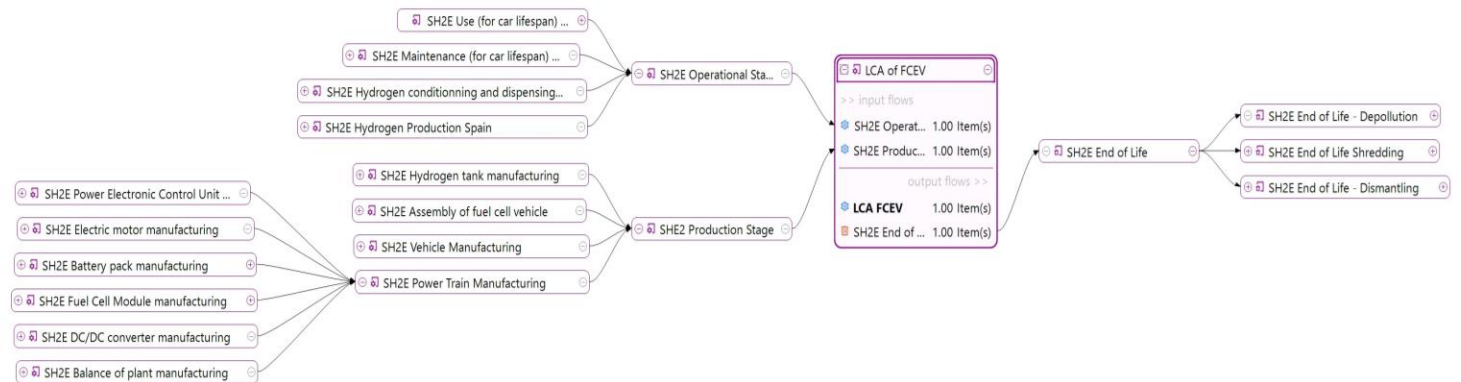 SH2E Use (for car lifespan) ...
SH2E Maintenance (for car lifespan) ...
SH2E Hydrogen conditionning and dispensing...
SH2E Hydrogen Production Spain
SH2E Operational Sta...
SH2E Hydrogen tank manufacturing
SH2E Assembly of fuel cell vehicle
SH2E Vehicle Manufacturing
SH2E Power Train Manufacturing
SHE2 Production Stage
SH2E Power Electronic Control Unit ...
SH2E Electric motor manufacturing
SH2E Battery pack manufacturing
SH2E Fuel Cell Module manufacturing
SH2E DC/DC converter manufacturing
SH2E Balance of plant manufacturing
LCA of FCEV
>> input flows
SH2E Operat... 1.00 Item(s)
SH2E Produc... 1.00 Item(s)
output flows >>
LCA FCEV 1.00 Item(s)
SH2E End of ... 1.00 Item(s)
SH2E End of Life
SH2E End of Life - Depollution
SH2E End of Life Shredding
SH2E End of Life - Dismantling